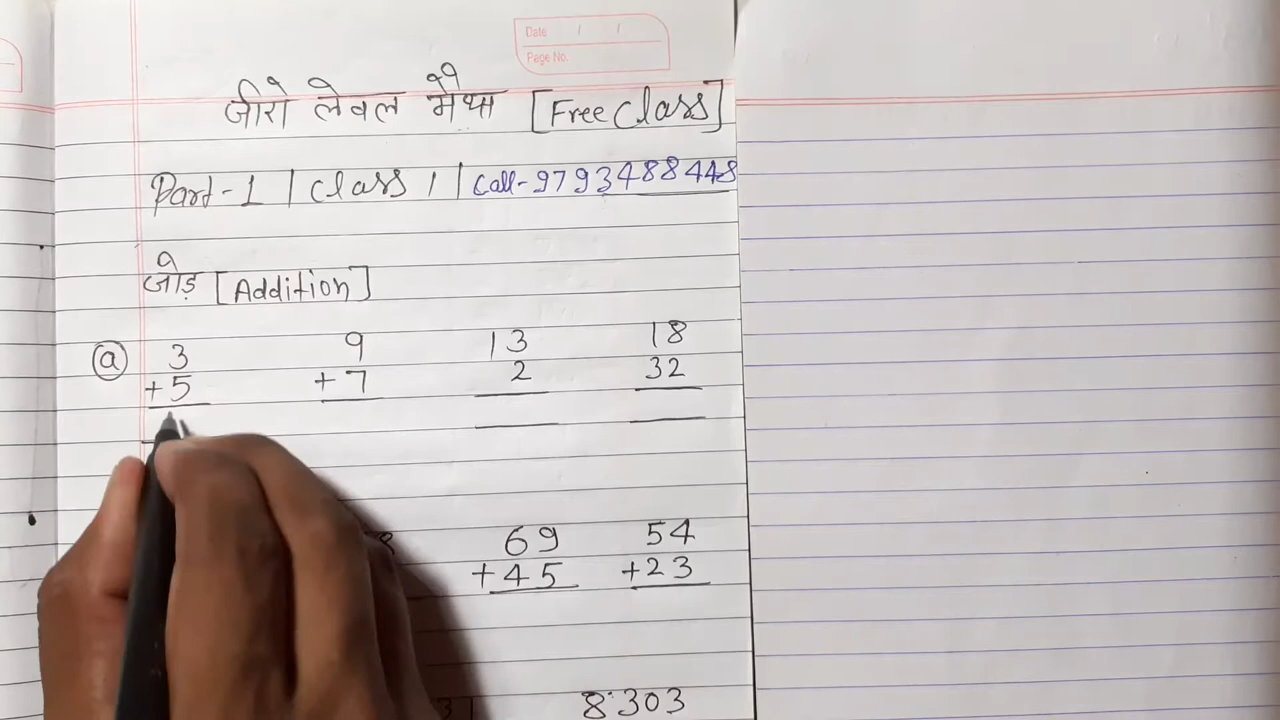 Date / /
Page No.
जीरो लेवल मैथ [Free Class]
Part-1 | Class 1 | Call-9793488448
जोड़ [Addition]
ⓐ 3 9 13 18
+5 +7 2 32
69 54
+45 +23
8303